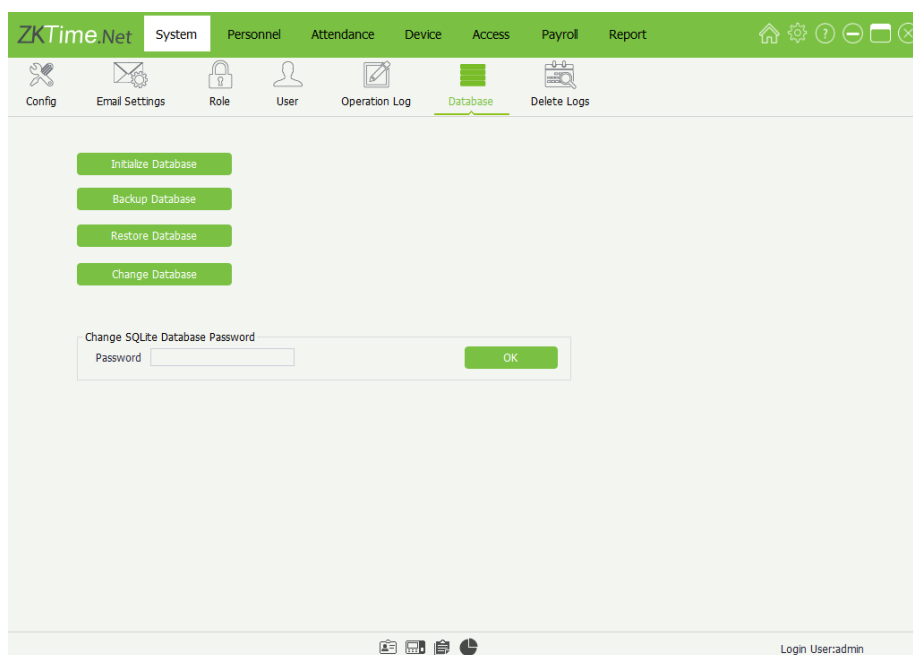 ZKTime.Net System Personnel Attendance Device Access Payroll Report
Config Email Settings Role User Operation Log Database Delete Logs
Initialize Database
Backup Database
Restore Database
Change Database
Change SQLite Database Password
Password OK
Login User:admin